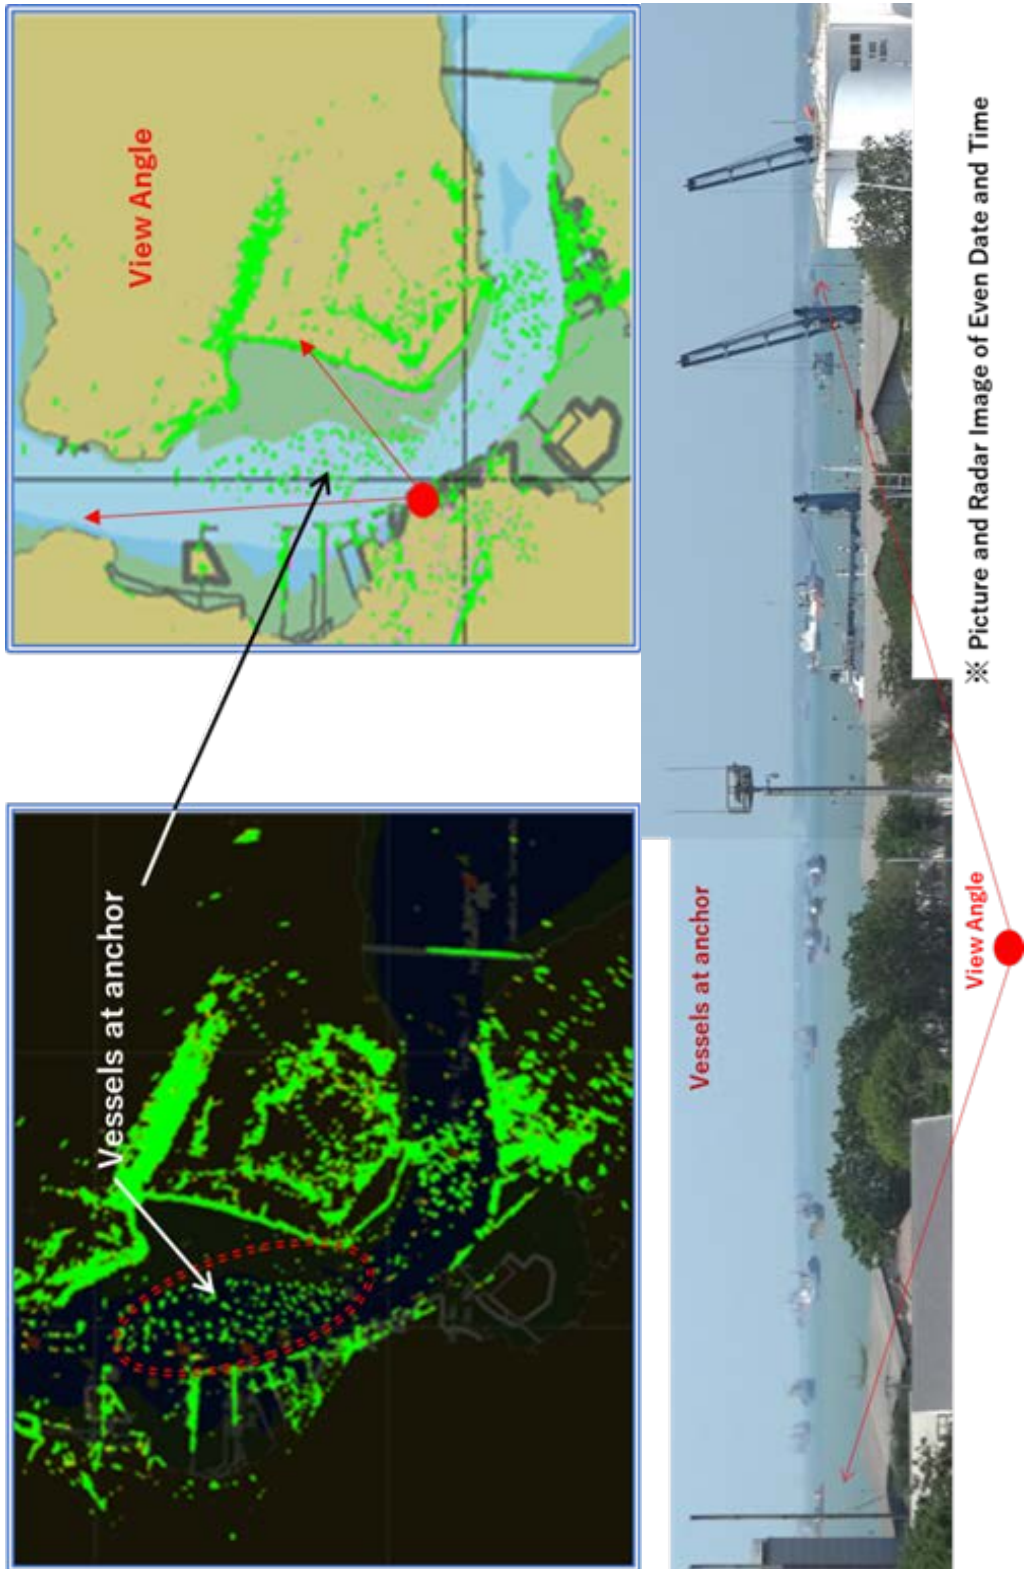 Vessels at anchor
View Angle
Vessels at anchor
View Angle
※ Picture and Radar Image of Even Date and Time